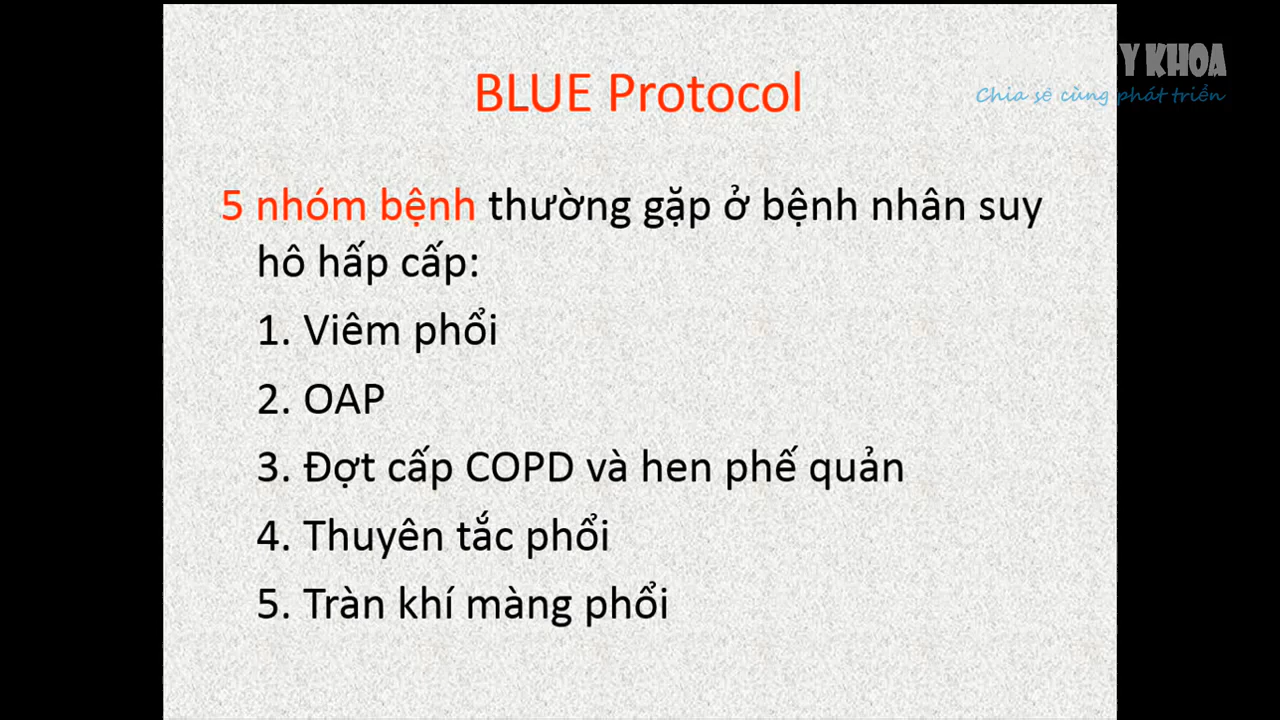 BLUE Protocol
Y KHOA
Chia sẻ cùng phát triển
5 nhóm bệnh thường gặp ở bệnh nhân suy
hô hấp cấp:
1. Viêm phổi
2. OAP
3. Đợt cấp COPD và hen phế quản
4. Thuyên tắc phổi
5. Tràn khí màng phổi